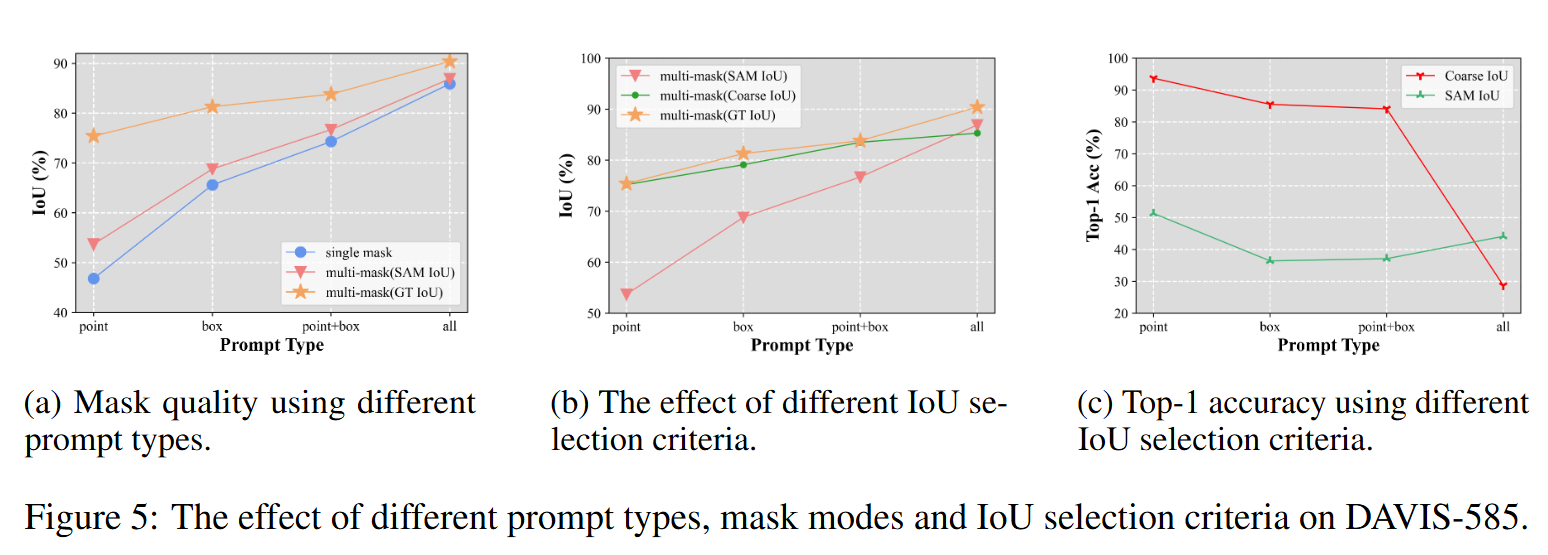 IoU (%)
90
80
70
60
50
40
single mask
multi-mask(SAM IoU)
multi-mask(GT IoU)
point
box
point+box
all
Prompt Type
(a) Mask quality using different
prompt types.
IoU (%)
100
90
80
70
60
50
multi-mask(SAM IoU)
multi-mask(Coarse IoU)
multi-mask(GT IoU)
point
box
point+box
all
Prompt Type
(b) The effect of different IoU se-
lection criteria.
Top-1 Acc (%)
100
90
80
70
60
50
40
30
20
Coarse IoU
SAM IoU
point
box
point+box
all
Prompt Type
(c) Top-1 accuracy using different
IoU selection criteria.
Figure 5: The effect of different prompt types, mask modes and IoU selection criteria on DAVIS-585.